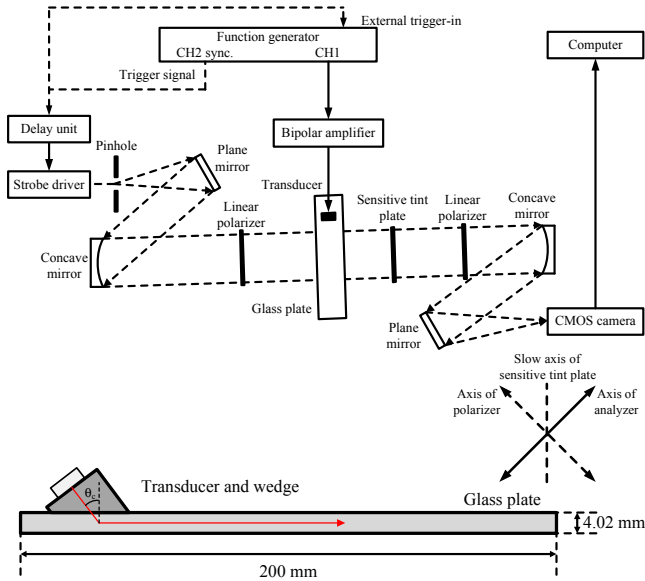 External trigger-in
Function generator
CH2 sync.
CH1
Computer
Trigger signal
Delay unit
Bipolar amplifier
Pinhole
Plane
mirror
Strobe driver
Transducer
Linear
polarizer
Sensitive tint
plate
Linear
polarizer
Concave
mirror
Concave
mirror
Glass plate
Plane
mirror
CMOS camera
Slow axis of
sensitive tint plate
Axis of
polarizer
Axis of
analyzer
θc
Transducer and wedge
Glass plate
4.02 mm
200 mm